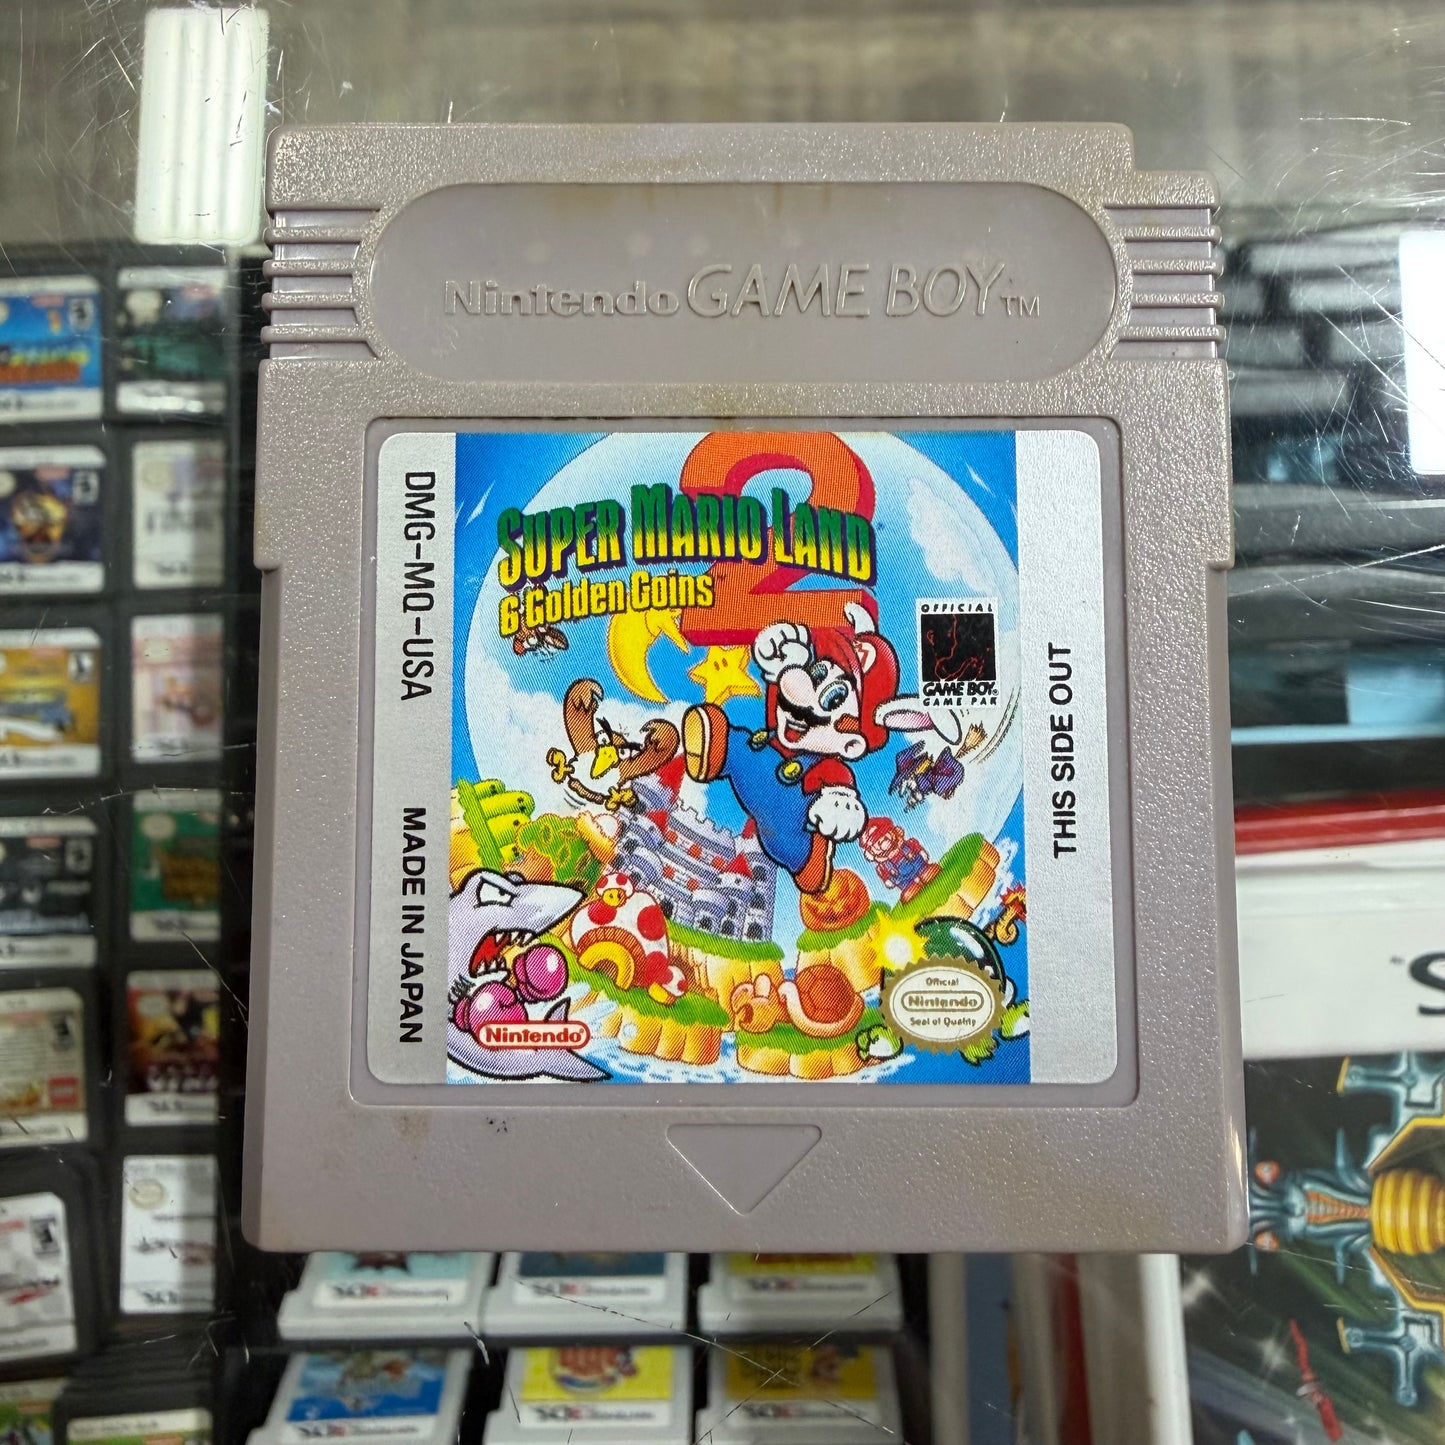 Nintendo GAME BOY TM
DMG-MQ-USA
MADE IN JAPAN
2
SUPER MARIO LAND
6 Golden Coins™
OFFICIAL
GAME BOY®
GAME PAK
THIS SIDE OUT
Nintendo®
Official
Nintendo
Seal of Quality
S